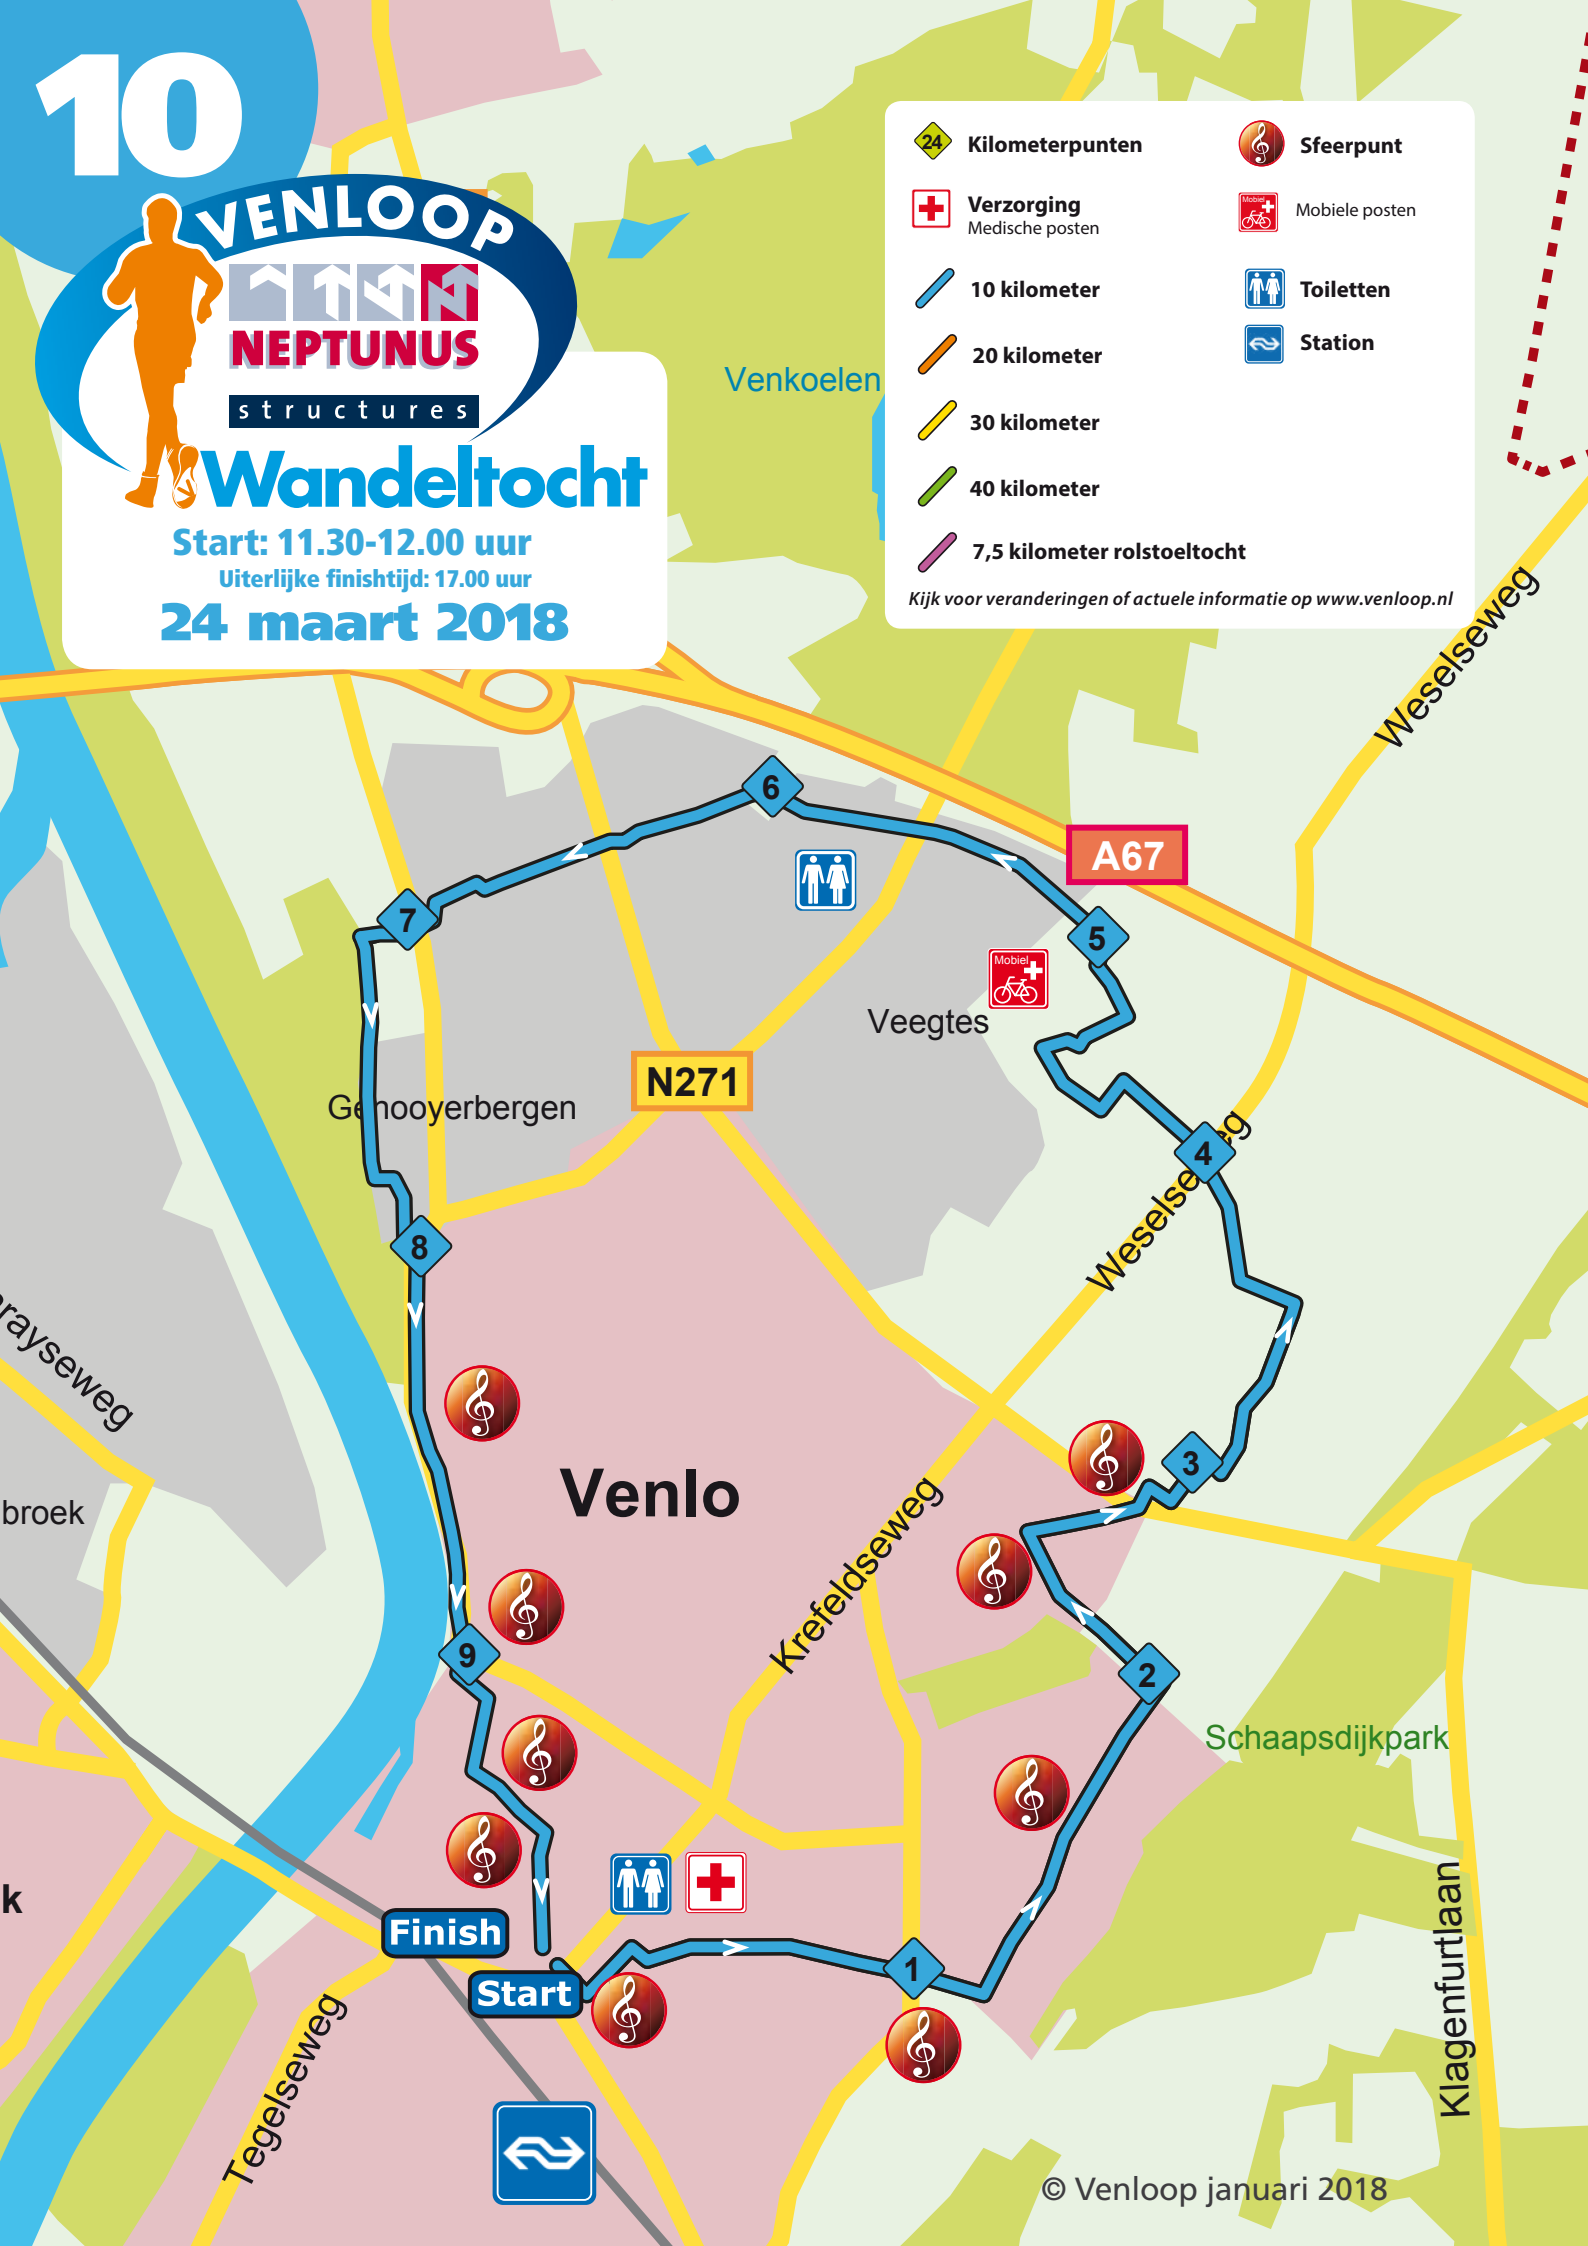 10
VENLOOP
NEPTUNUS
structures
Wandeltocht
Start: 11.30-12.00 uur
Uiterlijke finishtijd: 17.00 uur
24 maart 2018
24 Kilometerpunten
Verzorging
Medische posten
10 kilometer
20 kilometer
30 kilometer
40 kilometer
7,5 kilometer rolstoeltocht
Sfeerpunt
Mobiel
Mobiele posten
Toiletten
Station
Kijk voor veranderingen of actuele informatie op www.venloop.nl
Venkoelen
Weselseweg
6
A67
7
5
Mobiel
Veegtes
N271
Genooyerbergen
4
Weselseweg
8
rayseweg
3
Venlo
broek
Krefeldseweg
9
2
Schaapsdijkpark
k
Finish
Start
1
Klagenfurtlaan
Tegelseweg
© Venloop januari 2018